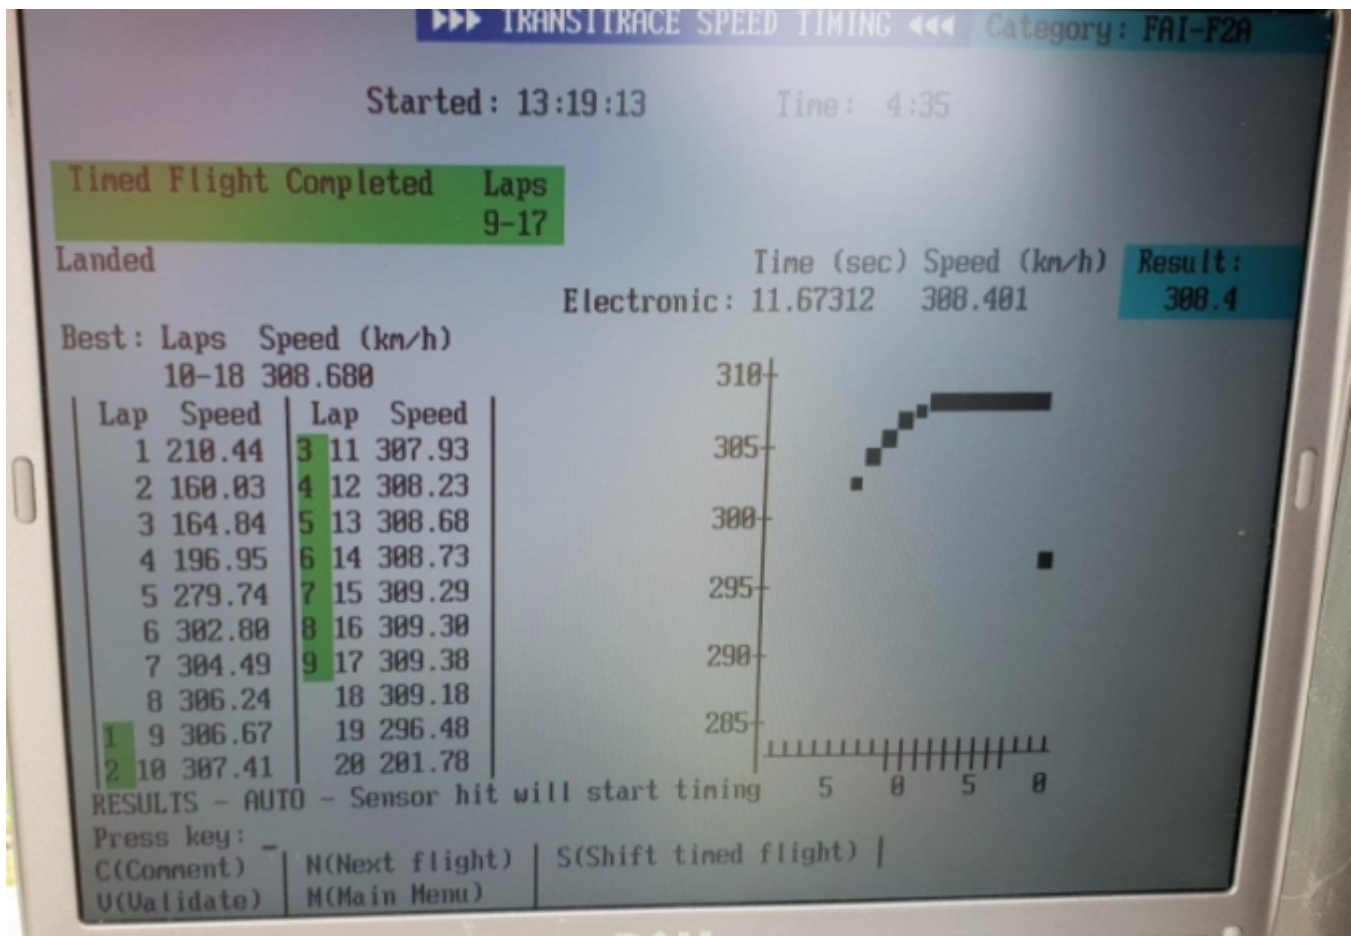 ►►► TRANSITRACE SPEED TIMING ◄◄◄ Category: FAI-F2A
Started: 13:19:13 Time: 4:35
Timed Flight Completed Laps
9-17
Landed
Time (sec) Speed (km/h) Result:
Electronic: 11.67312 308.401 308.4
Best: Laps Speed (km/h)
10-18 308.680
Lap Speed Lap Speed
1 210.44 3 11 307.93
2 160.03 4 12 308.23
3 164.84 5 13 308.68
4 196.95 6 14 308.73
5 279.74 7 15 309.29
6 302.80 8 16 309.30
7 304.49 9 17 309.38
8 306.24 18 309.18
1 9 306.67 19 296.48
2 10 307.41 20 201.78
310
305
300
295
290
285
5 0 5 0
RESULTS - AUTO - Sensor hit will start timing
Press key: _
C(Comment) N(Next flight) S(Shift timed flight)
V(Validate) M(Main Menu)